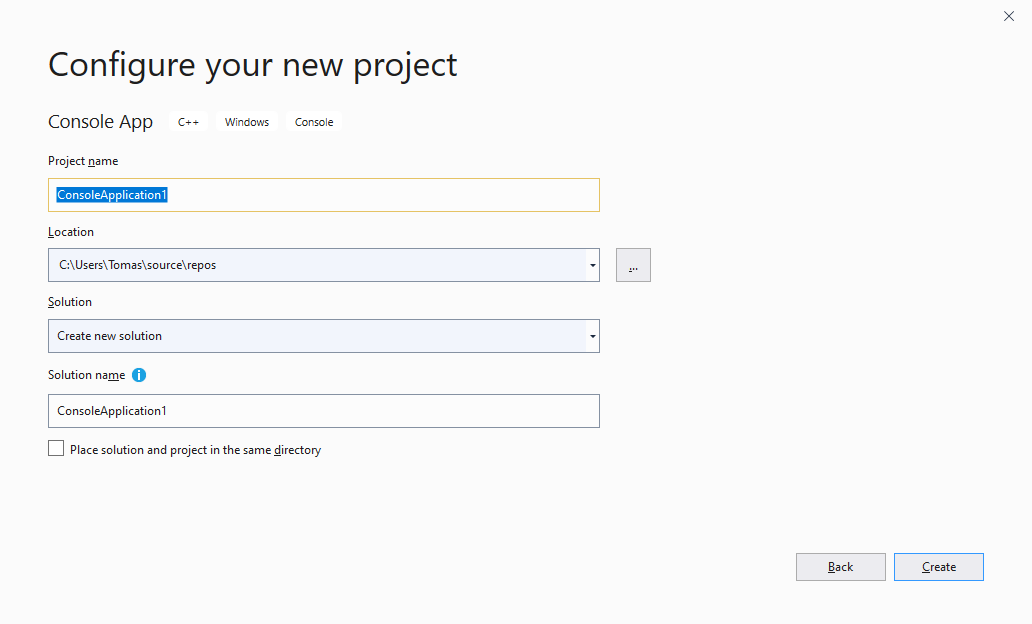 Configure your new project
Console App C++ Windows Console
Project name
ConsoleApplication1
Location
C:\Users\Tomas\source\repos
...
Solution
Create new solution
Solution name
ConsoleApplication1
Place solution and project in the same directory
Back Create